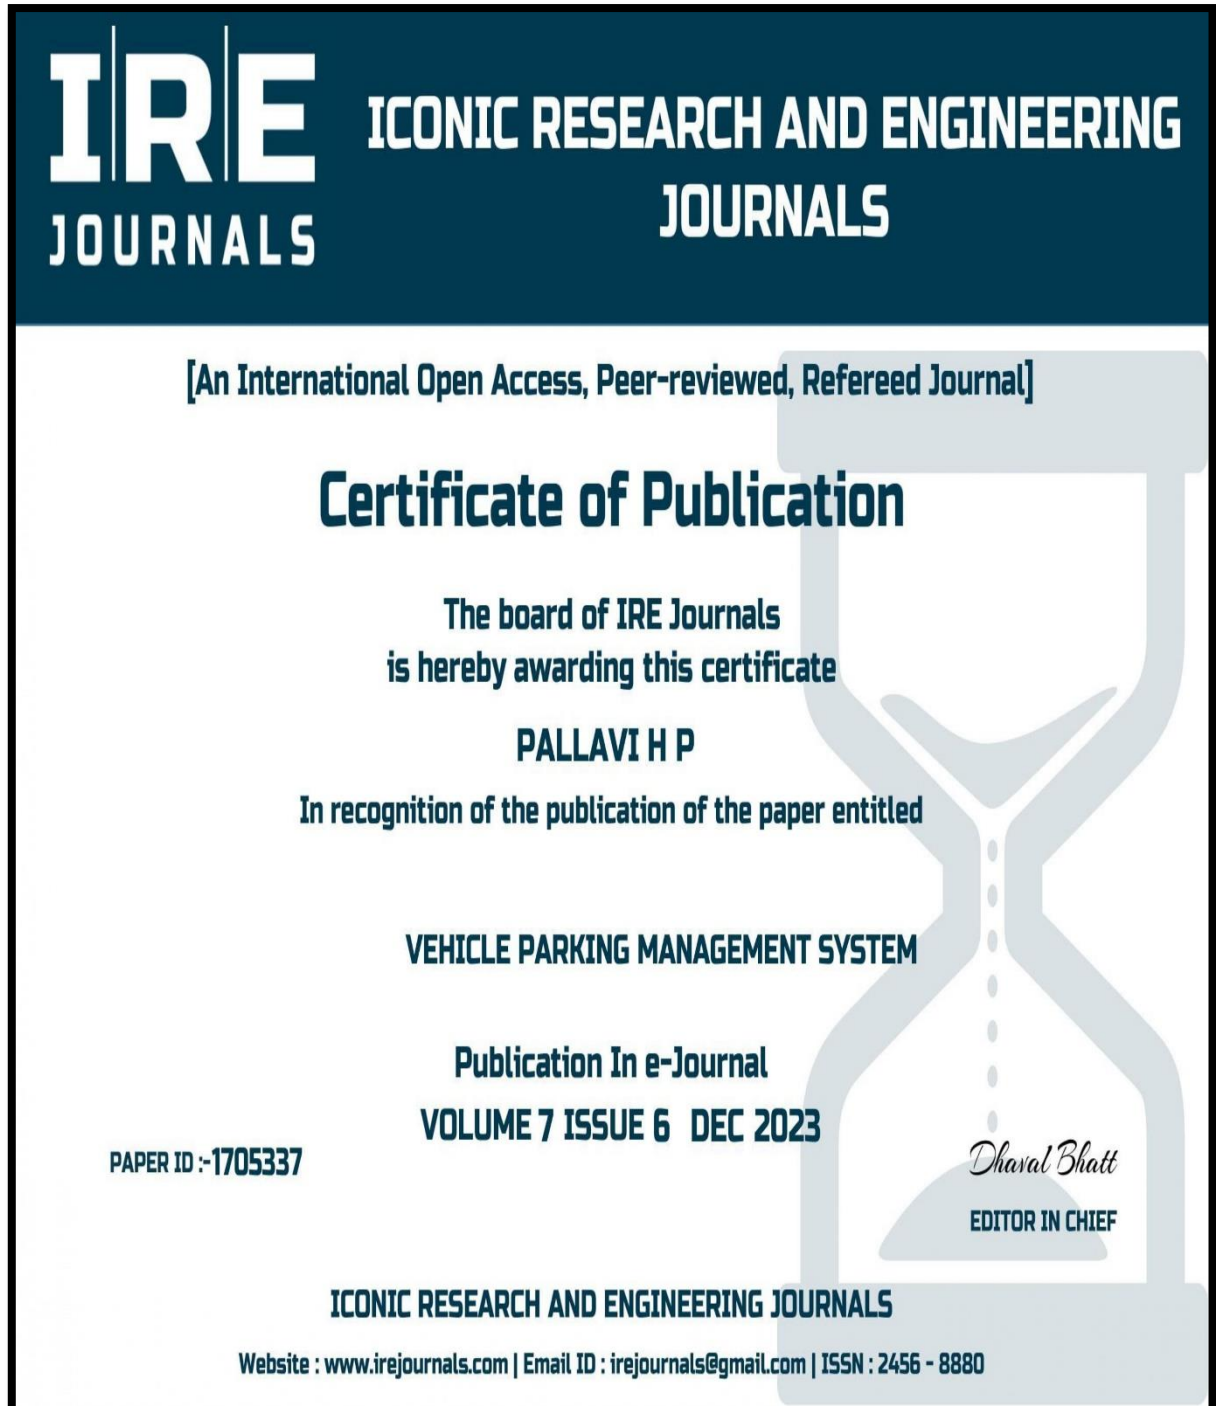 IRE
JOURNALS
ICONIC RESEARCH AND ENGINEERING
JOURNALS
[An International Open Access, Peer-reviewed, Refereed Journal]
Certificate of Publication
The board of IRE Journals
is hereby awarding this certificate
PALLAVI H P
In recognition of the publication of the paper entitled
VEHICLE PARKING MANAGEMENT SYSTEM
Publication In e-Journal
VOLUME 7 ISSUE 6 DEC 2023
PAPER ID :-1705337
Dhaval Bhatt
EDITOR IN CHIEF
ICONIC RESEARCH AND ENGINEERING JOURNALS
Website : www.irejournals.com | Email ID : irejournals@gmail.com | ISSN : 2456 - 8880